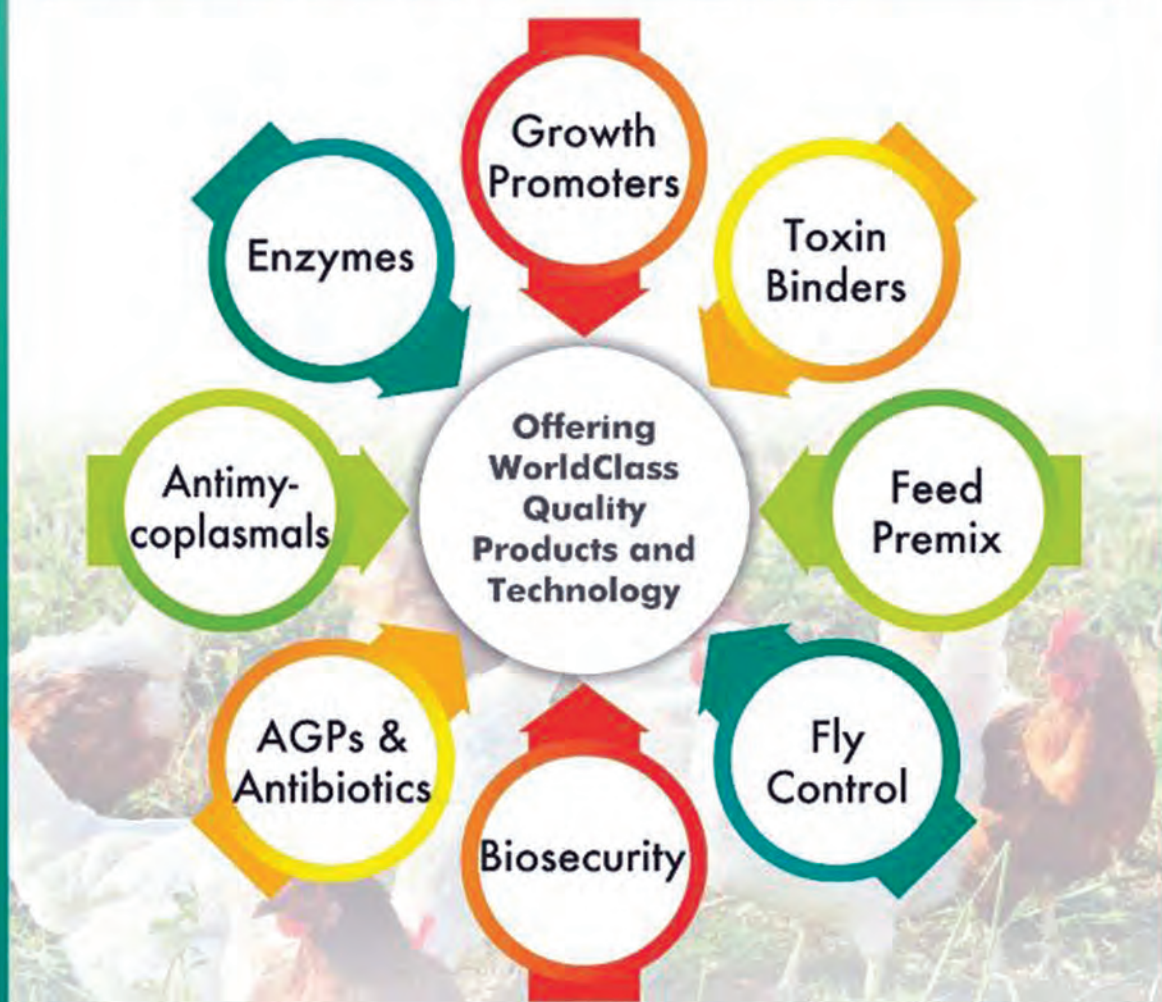 Growth
Promoters
Toxin
Binders
Feed
Premix
Fly
Control
Biosecurity
AGPs &
Antibiotics
Antimy-
coplasmals
Enzymes
Offering
WorldClass
Quality
Products and
Technology